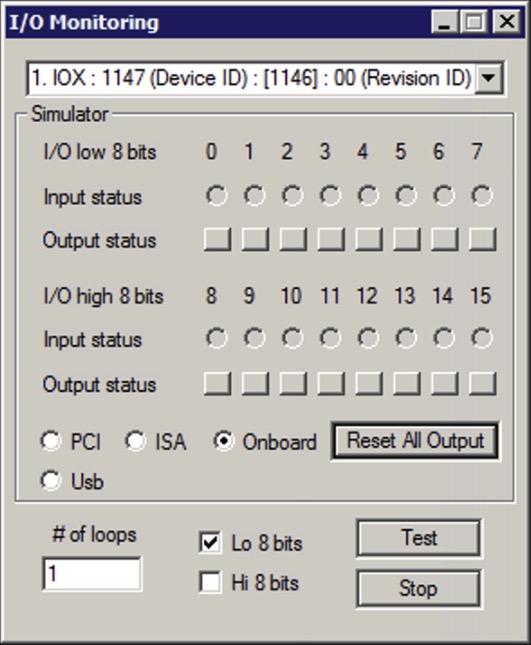 I/O Monitoring
1. IOX : 1147 (Device ID) : [1146] : 00 (Revision ID)
Simulator
I/O low 8 bits 0 1 2 3 4 5 6 7
Input status
Output status
I/O high 8 bits 8 9 10 11 12 13 14 15
Input status
Output status
PCI ISA Onboard Reset All Output
Usb
# of loops
Lo 8 bits Test
1
Hi 8 bits Stop